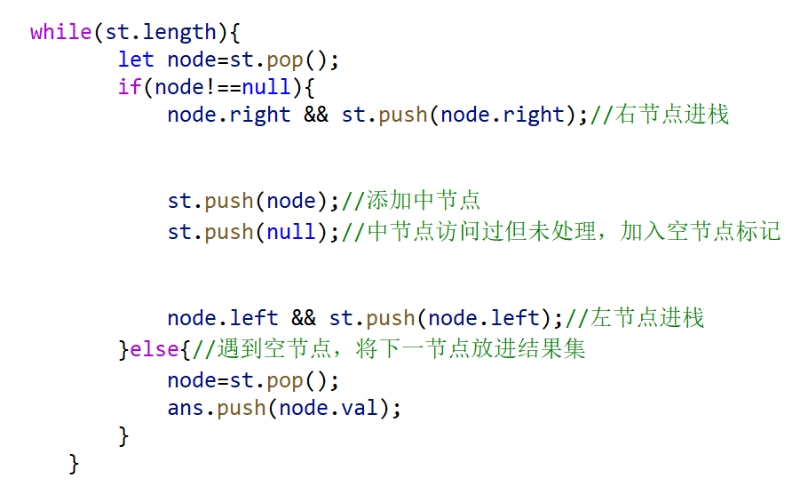 while(st.length){
let node=st.pop();
if(node!==null){
node.right && st.push(node.right);//右节点进栈
st.push(node);//添加中节点
st.push(null);//中节点访问过但未处理，加入空节点标记
node.left && st.push(node.left);//左节点进栈
}else{//遇到空节点，将下一节点放进结果集
node=st.pop();
ans.push(node.val);
}
}